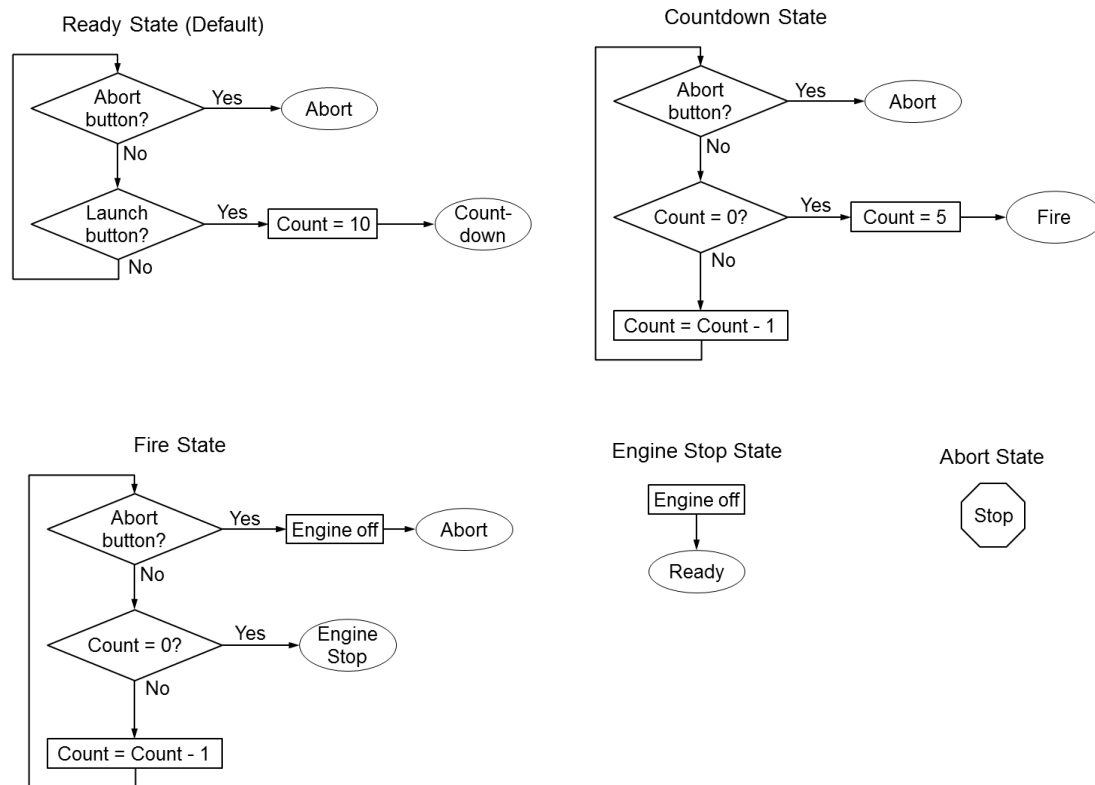 Ready State (Default)
Abort
button?
Yes
Abort
No
Launch
button?
Yes
Count = 10
Count-
down
No
Countdown State
Abort
button?
Yes
Abort
No
Count = 0?
Yes
Count = 5
Fire
No
Count = Count - 1
Fire State
Abort
button?
Yes
Engine off
Abort
No
Count = 0?
Yes
Engine
Stop
No
Count = Count - 1
Engine Stop State
Engine off
Ready
Abort State
Stop